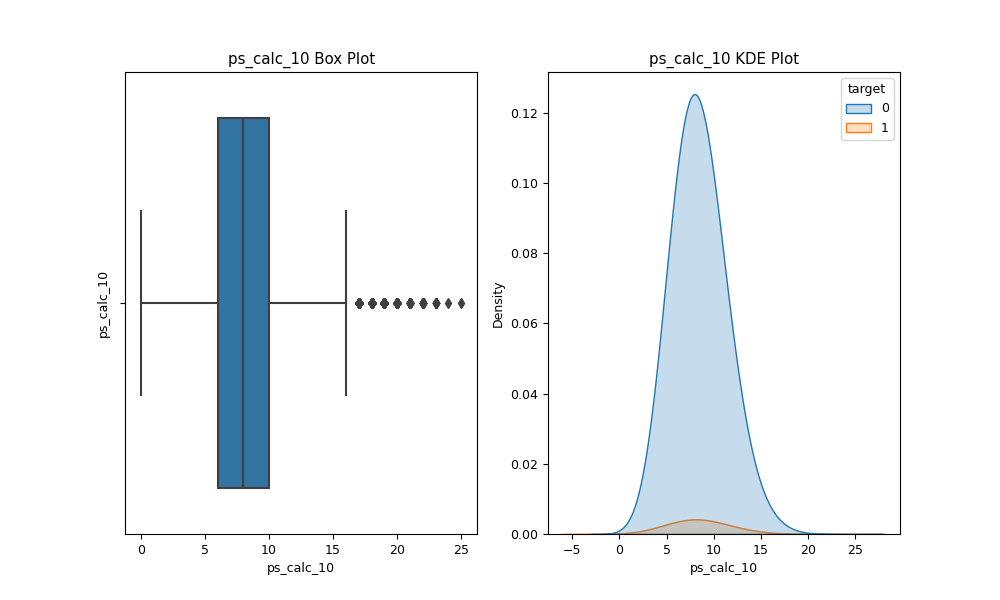 ps_calc_10 Box Plot
ps_calc_10
0 5 10 15 20 25
ps_calc_10
ps_calc_10 KDE Plot
target
0
1
Density
0.12
0.10
0.08
0.06
0.04
0.02
0.00
−5 0 5 10 15 20 25
ps_calc_10